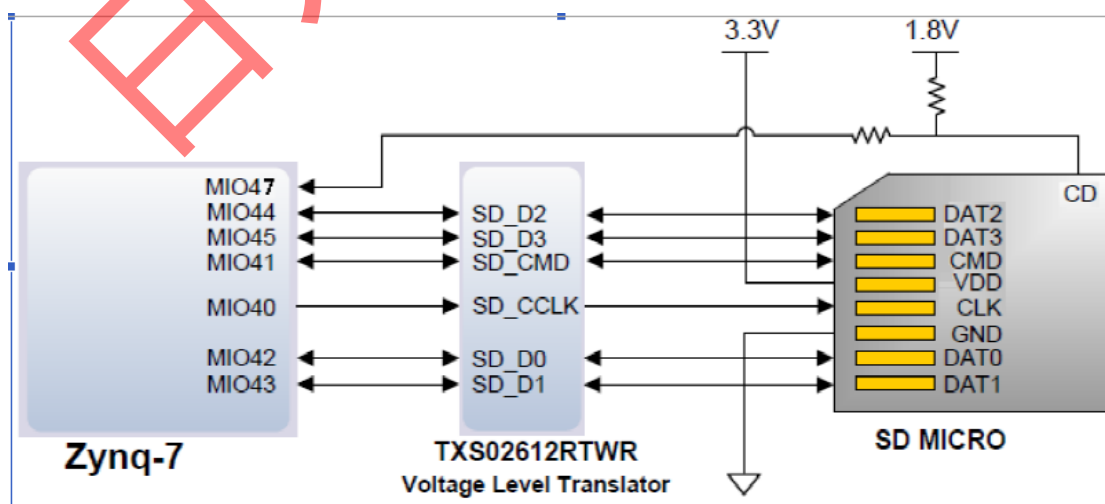 3.3V
1.8V
CD
MIO47
MIO44
MIO45
MIO41
MIO40
MIO42
MIO43
SD_D2
SD_D3
SD_CMD
SD_CCLK
SD_D0
SD_D1
DAT2
DAT3
CMD
VDD
CLK
GND
DAT0
DAT1
Zynq-7
TXS02612RTWR
Voltage Level Translator
SD MICRO